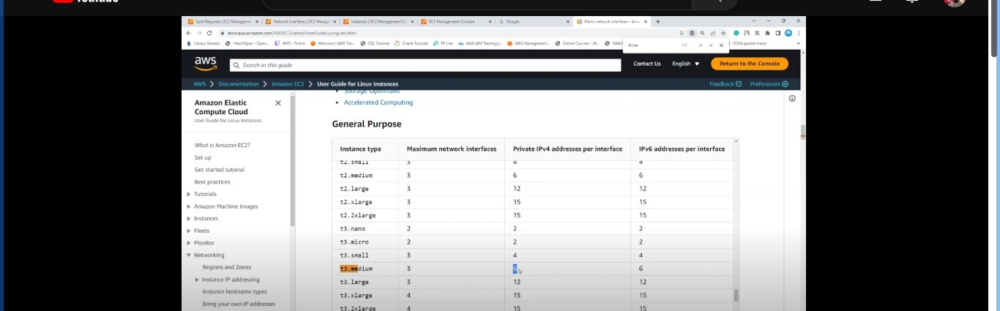 YouTube
Spot Requests | EC2 Managemen
Network interfaces | EC2 Manage
Instances | EC2 Management Co
EC2 Management Console
Google
Elastic network interfaces - Ama
docs.aws.amazon.com/AWSEC2/latest/UserGuide/using-eni.html
t3.me 1/1
Library Genesis InTechOpen - Open... AVS - Twitch Welcome | AWS Trai... SQL Tutorial Oracle Tutorial TP Link AWS IAM Training |... AWS Management... Online Courses - CCNA packet tracer
aws
Search in this guide
Contact Us English Return to the Console
AWS Documentation Amazon EC2 User Guide for Linux Instances
Feedback Preferences
Amazon Elastic
Compute Cloud
User Guide for Linux Instances
What is Amazon EC2?
Set up
Get started tutorial
Best practices
Tutorials
Amazon Machine Images
Instances
Fleets
Monitor
Networking
Regions and Zones
Instance IP addressing
Instance hostname types
Bring your own IP addresses
Storage Optimized
Accelerated Computing
General Purpose
Instance type Maximum network interfaces Private IPv4 addresses per interface IPv6 addresses per interface
t2.small 3 4 4
t2.medium 3 6 6
t2.large 3 12 12
t2.xlarge 3 15 15
t2.2xlarge 3 15 15
t3.nano 2 2 2
t3.micro 2 2 2
t3.small 3 4 4
t3.medium 3 6 6
t3.large 3 12 12
t3.xlarge 4 15 15
t3.2xlarge 4 15 15